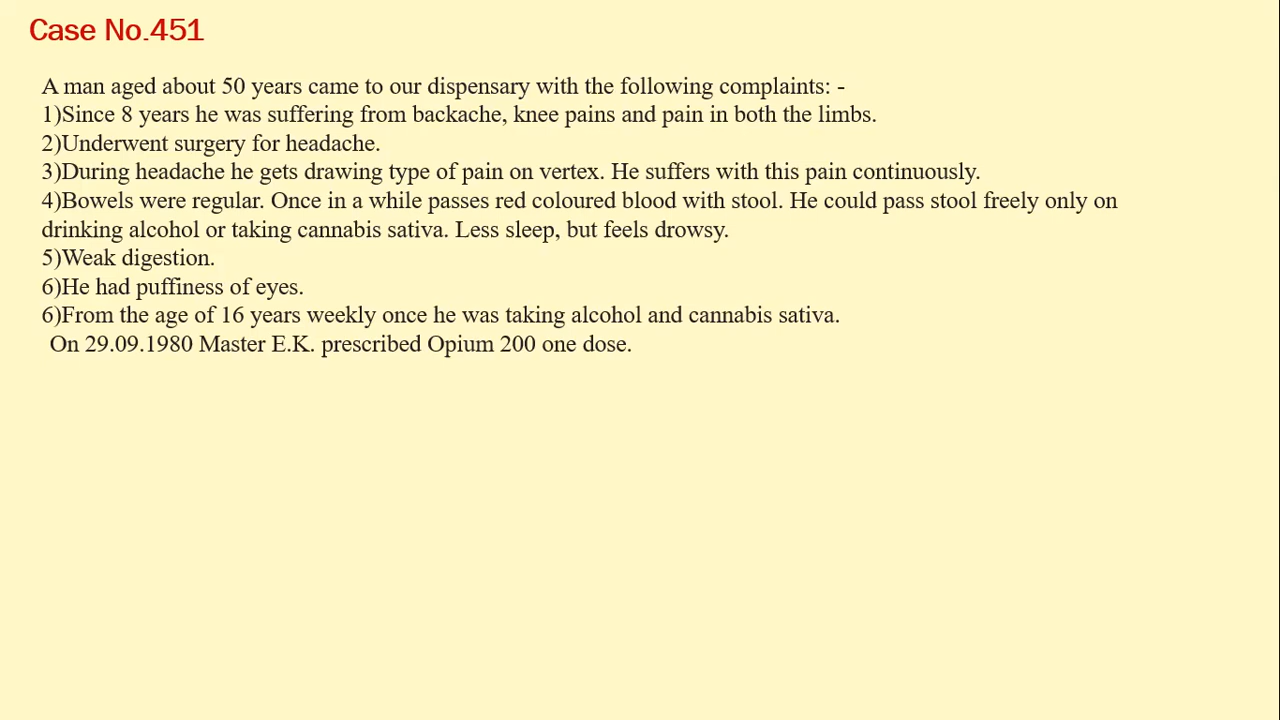 Case No.451
A man aged about 50 years came to our dispensary with the following complaints: -
1)Since 8 years he was suffering from backache, knee pains and pain in both the limbs.
2)Underwent surgery for headache.
3)During headache he gets drawing type of pain on vertex. He suffers with this pain continuously.
4)Bowels were regular. Once in a while passes red coloured blood with stool. He could pass stool freely only on
drinking alcohol or taking cannabis sativa. Less sleep, but feels drowsy.
5)Weak digestion.
6)He had puffiness of eyes.
6)From the age of 16 years weekly once he was taking alcohol and cannabis sativa.
On 29.09.1980 Master E.K. prescribed Opium 200 one dose.